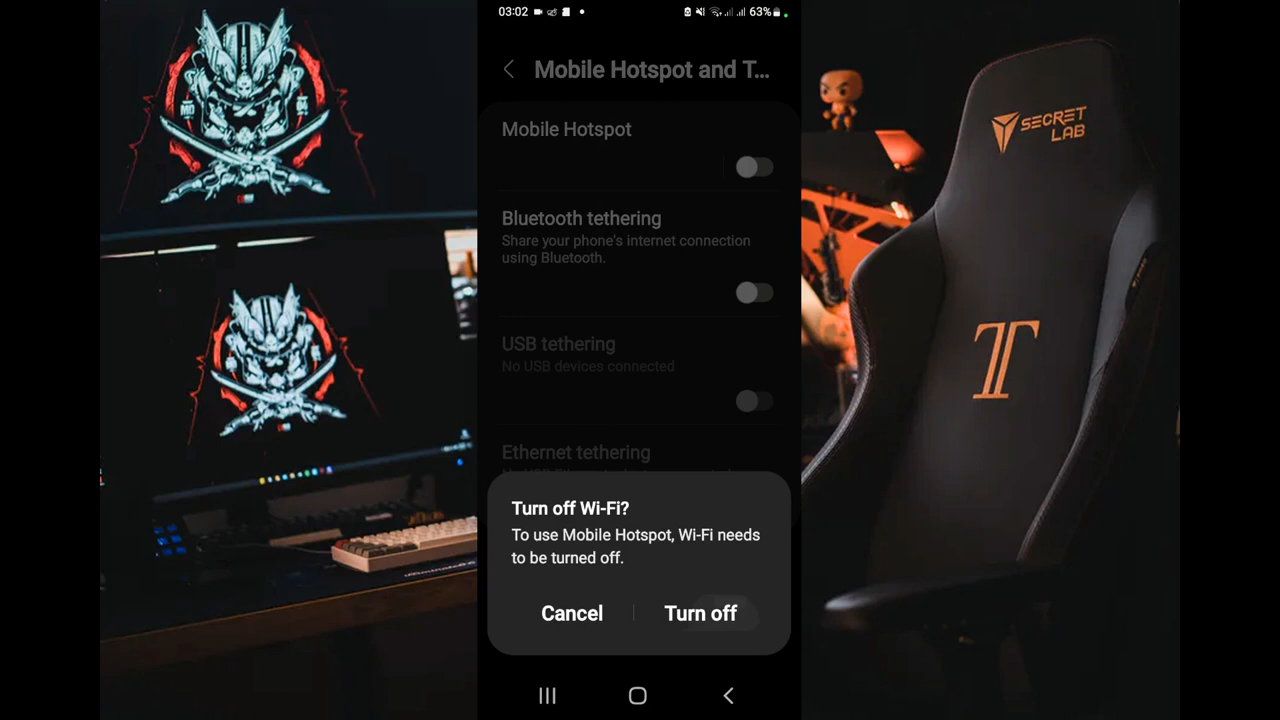 03:02
63%
Mobile Hotspot and T...
Mobile Hotspot
Bluetooth tethering
Share your phone's internet connection
using Bluetooth.
USB tethering
No USB devices connected
Ethernet tethering
Turn off Wi-Fi?
To use Mobile Hotspot, Wi-Fi needs
to be turned off.
Cancel
Turn off
SECRET
LAB
T